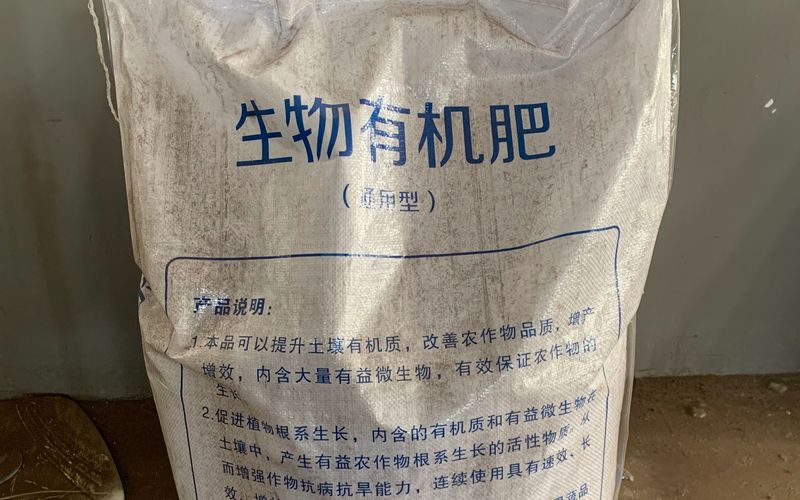 生物有机肥
（通用型）
产品说明：
1.本品可以提升土壤有机质，改善农作物品质，增产
增效，内含大量有益微生物，有效保证农作物的
生长
2.促进植物根系生长，内含的有机质和有益微生物在
土壤中，产生有益农作物根系生长的活性物质，从
而增强作物抗病抗旱能力，连续使用具有速效、长
效、增